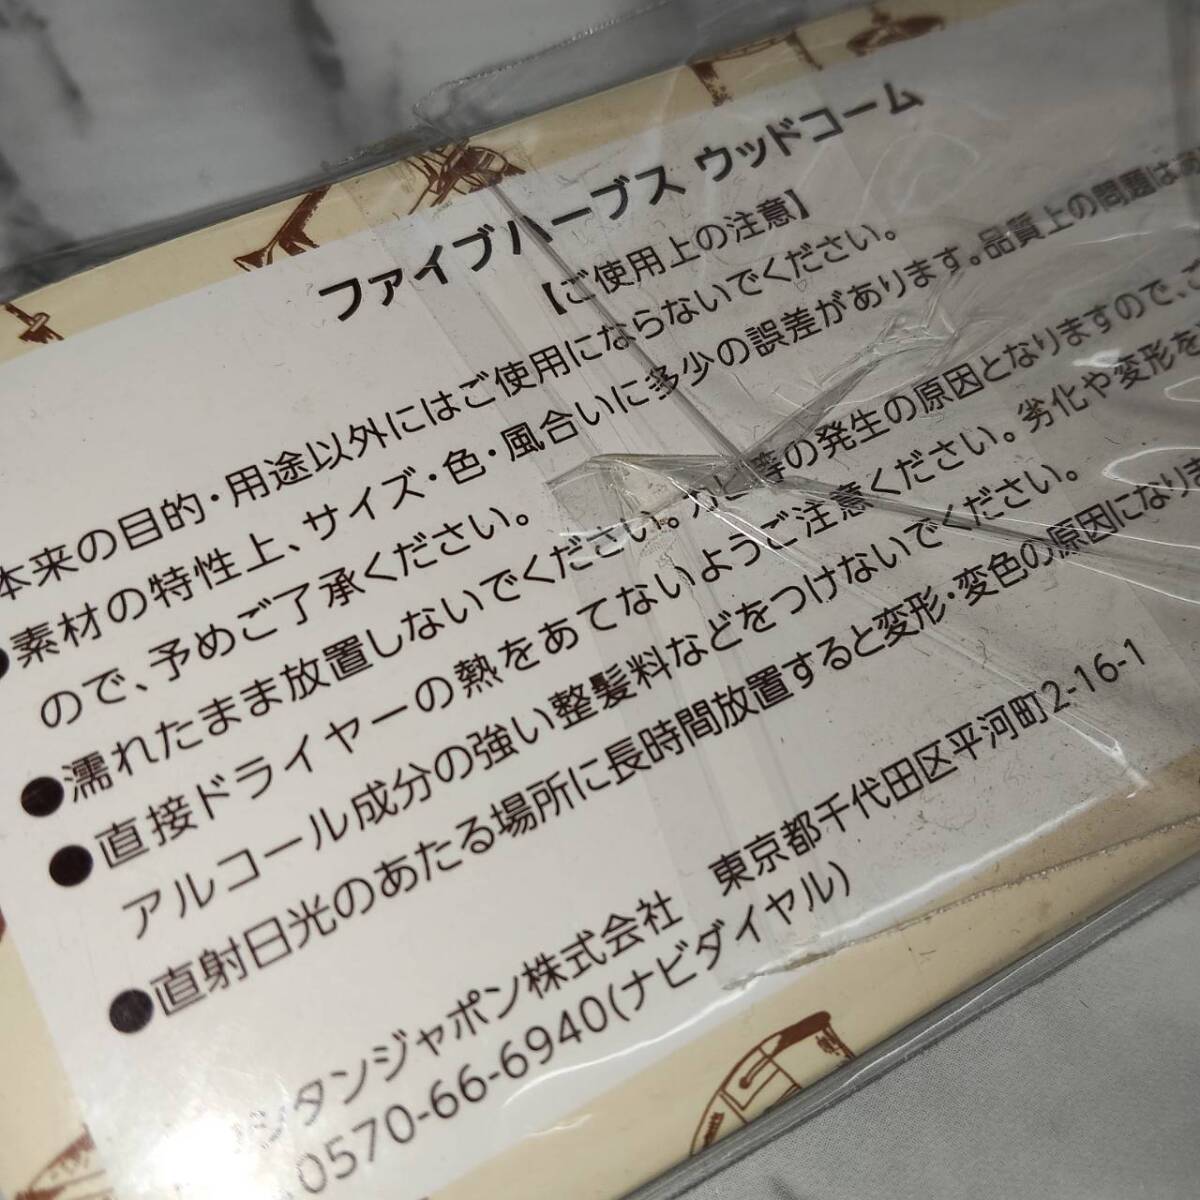 ファイブハーブス ウッドコーム
【ご使用上の注意】
本来の目的・用途以外にはご使用にならないでください。
●素材の特性上、サイズ・色・風合いに多少の誤差があります。品質上の問題は
ので、予めご了承ください。
●濡れたまま放置しないでください。カビ等の発生の原因となりますので、ご
●直接ドライヤーの熱をあてないようご注意ください。劣化や変形を
アルコール成分の強い整髪料などをつけないでください。
●直射日光のあたる場所に長時間放置すると変形・変色の原因になりま
シタンジャポン株式会社 東京都千代田区平河町2-16-1
0570-66-6940(ナビダイヤル)